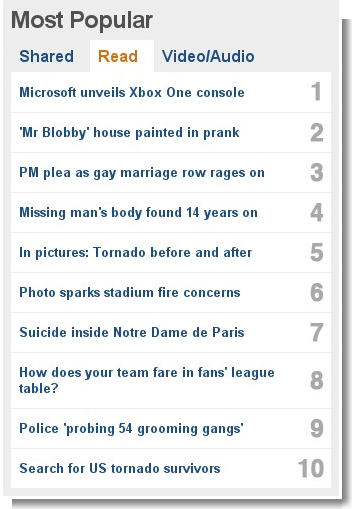 Most Popular
Shared Read Video/Audio
Microsoft unveils Xbox One console 1
'Mr Blobby' house painted in prank 2
PM plea as gay marriage row rages on 3
Missing man's body found 14 years on 4
In pictures: Tornado before and after 5
Photo sparks stadium fire concerns 6
Suicide inside Notre Dame de Paris 7
How does your team fare in fans' league
table? 8
Police 'probing 54 grooming gangs' 9
Search for US tornado survivors 10